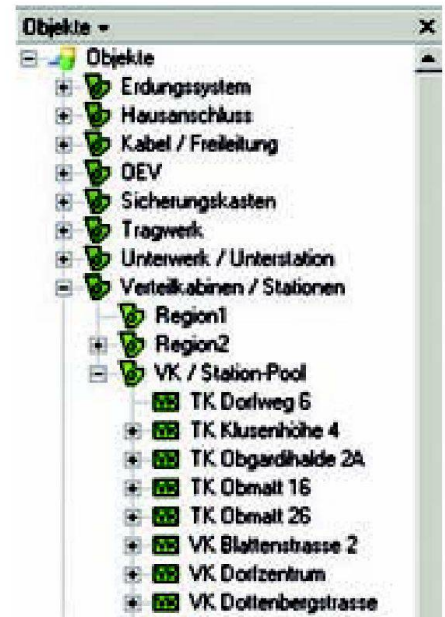 Objekte
Objekte
Erdungssystem
Hausanschluss
Kabel / Freileitung
OEV
Sicherungskasten
Tragwerk
Unterwerk / Unterstation
Verteilkabinen / Stationen
Region1
Region2
VK / Station-Pool
TK Dorfweg 6
TK Klusenhöhe 4
TK Obgardihalde 2A
TK Obmatt 16
TK Obmatt 26
VK Blattenstrasse 2
VK Dorfzentrum
VK Dottenbergstrasse